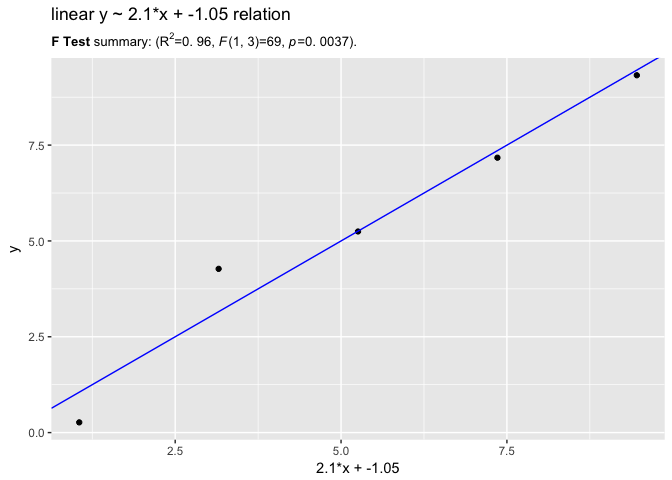 linear y ~ 2.1*x + -1.05 relation
F Test summary: (R²=0. 96, F(1, 3)=69, p=0. 0037).
7.5
5.0
2.5
0.0
y
2.5 5.0 7.5
2.1*x + -1.05